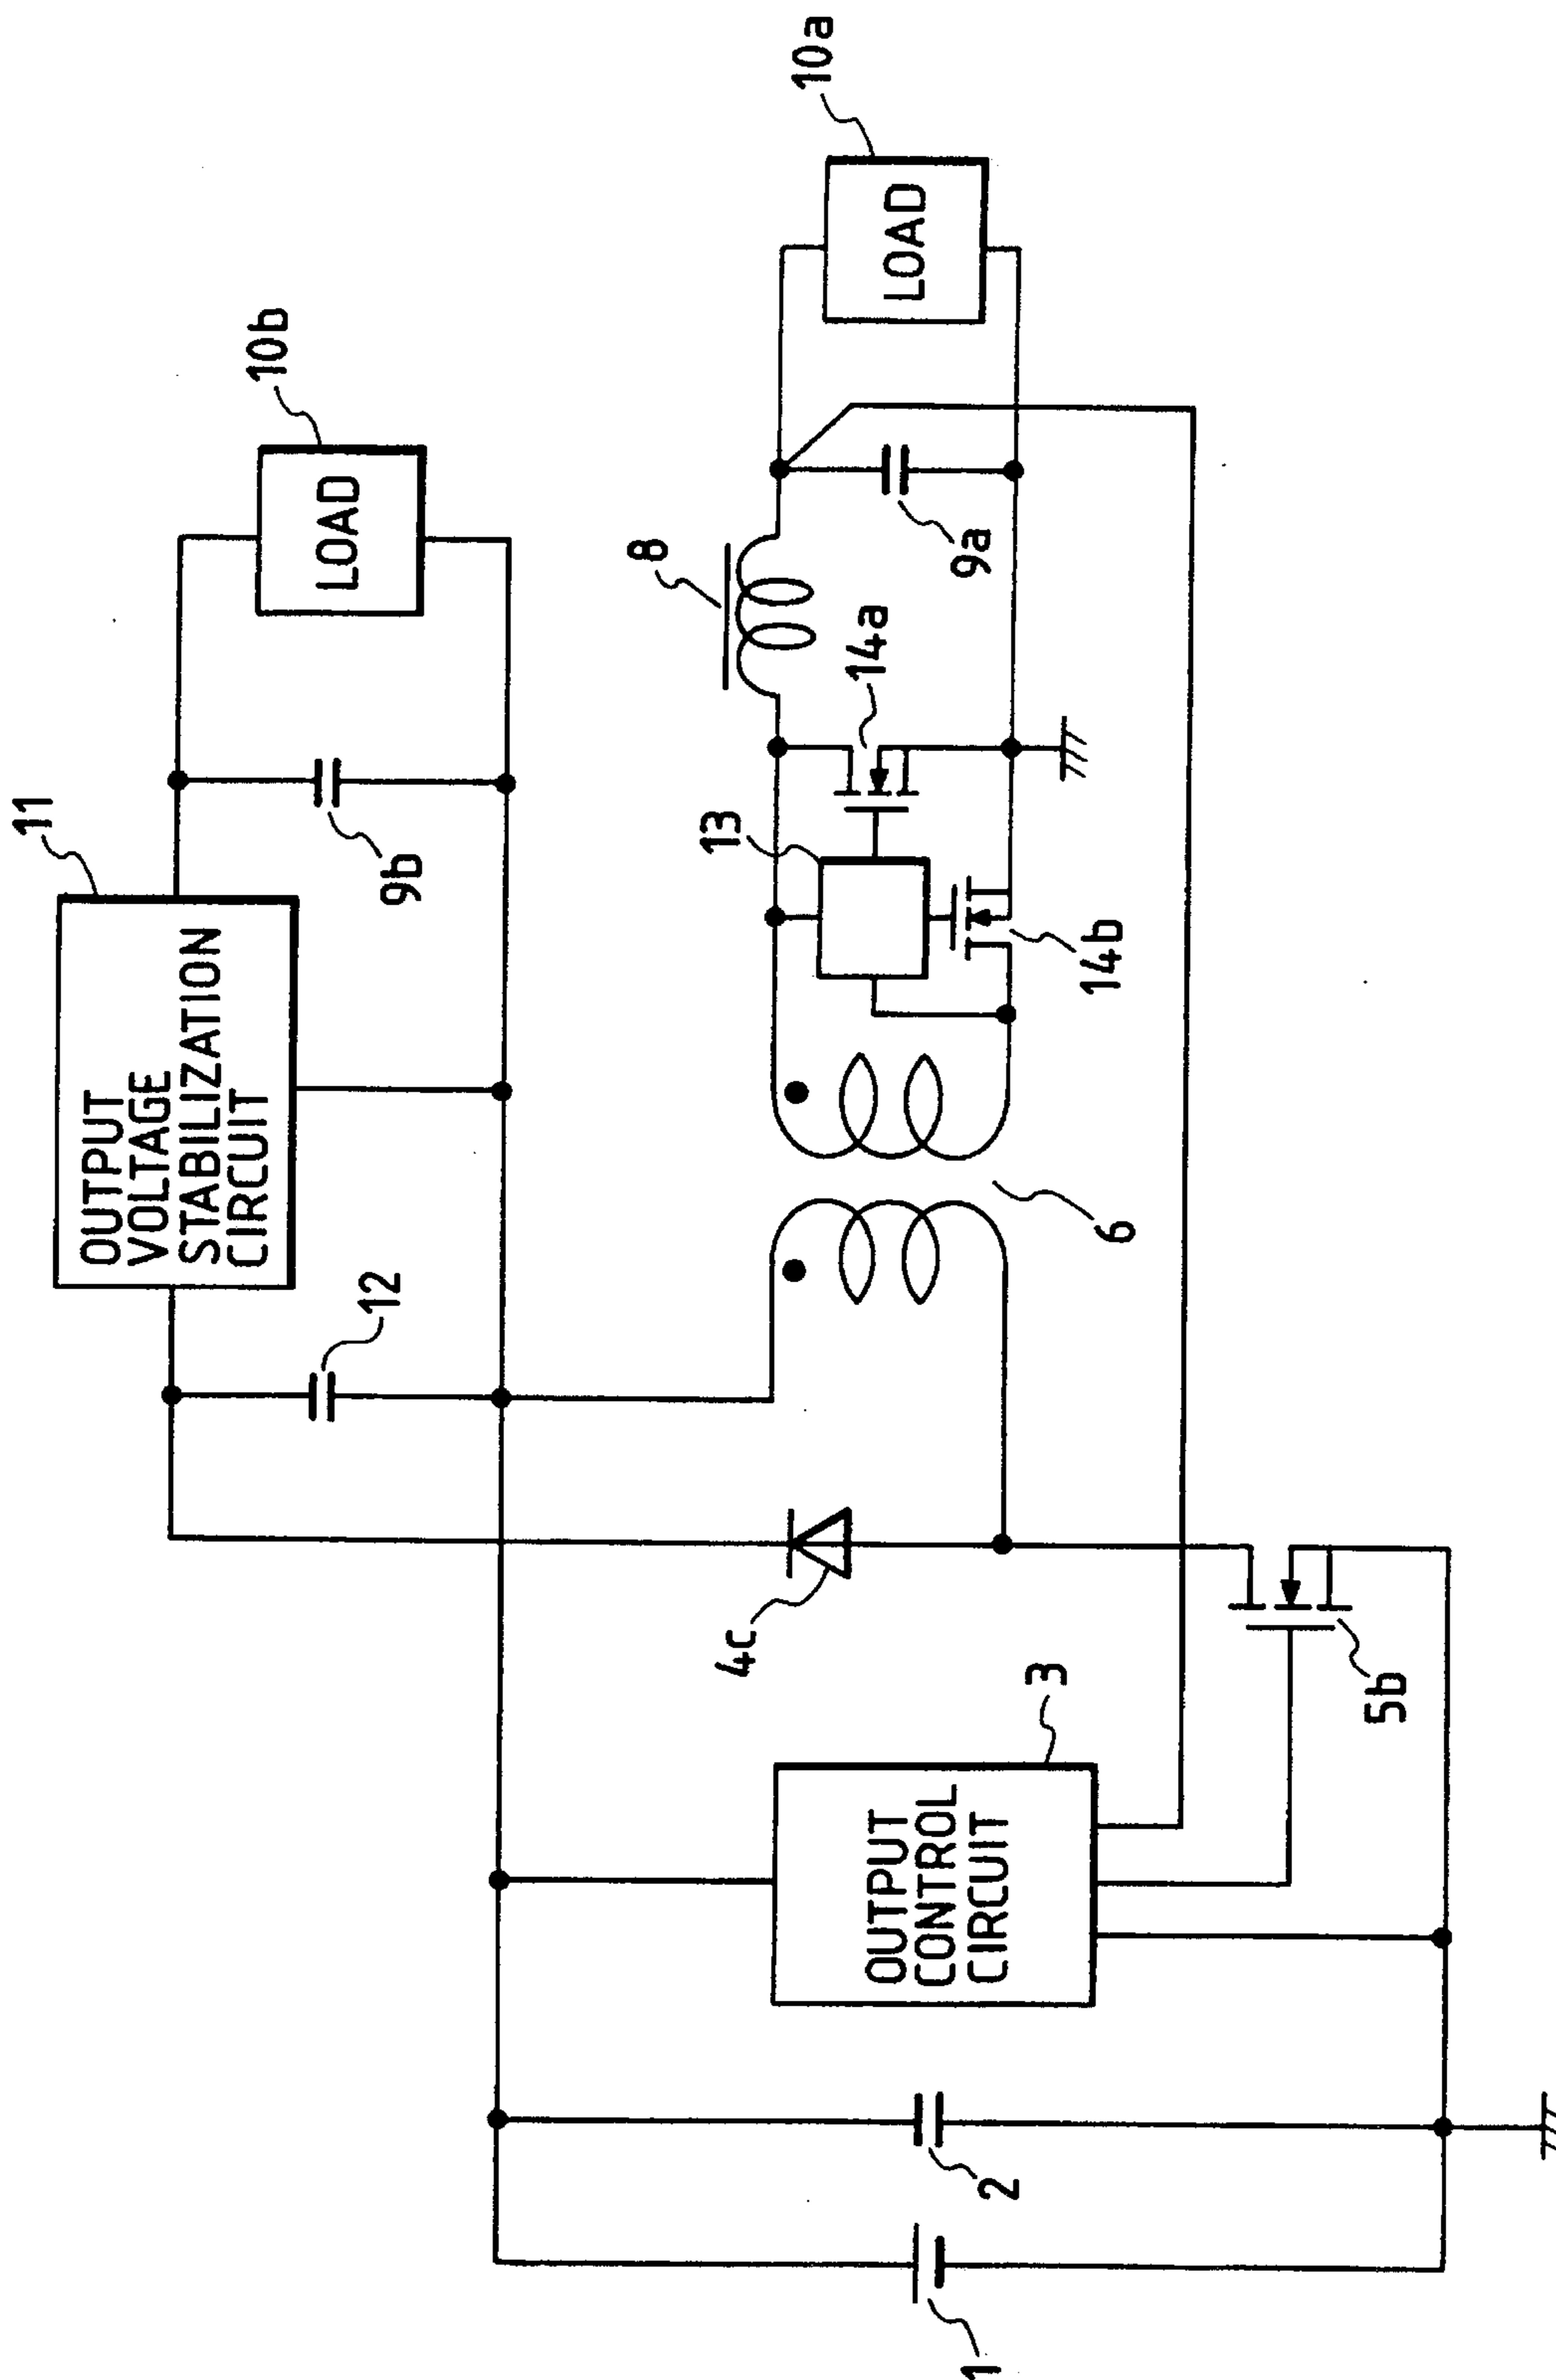 11
OUTPUT
VOLTAGE
STABILIZATION
CIRCUIT
10b
LOAD
12
9b
10a
LOAD
8
13
14a
9a
4c
6
14b
3
OUTPUT
CONTROL
CIRCUIT
1
2
5b